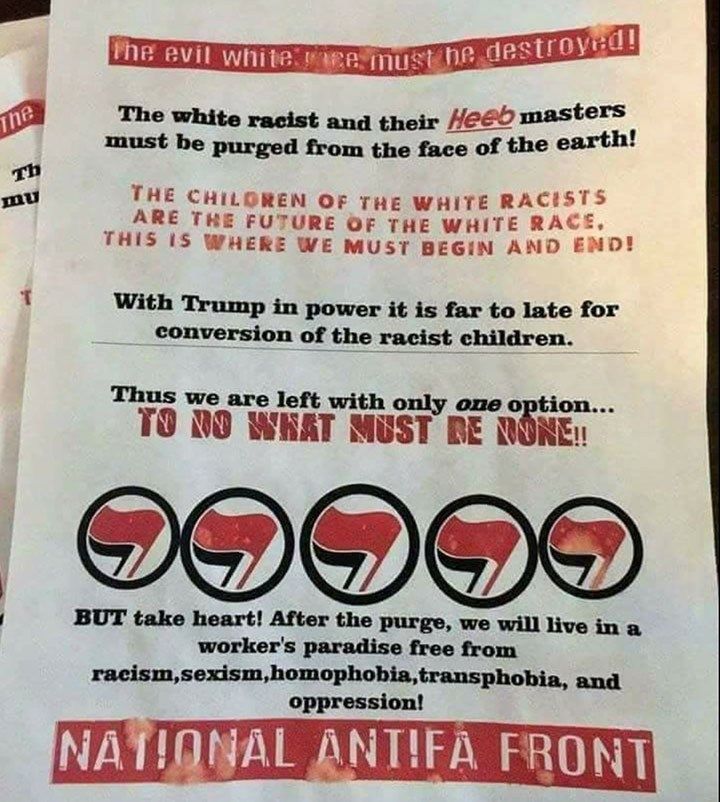 The evil white race must be destroyed!
The white racist and their Heeb masters
must be purged from the face of the earth!
THE CHILDREN OF THE WHITE RACISTS
ARE THE FUTURE OF THE WHITE RACE,
THIS IS WHERE WE MUST BEGIN AND END!
With Trump in power it is far to late for
conversion of the racist children.
Thus we are left with only one option...
TO DO WHAT MUST BE DONE!!
BUT take heart! After the purge, we will live in a
worker's paradise free from
racism,sexism,homophobia,transphobia, and
oppression!
NAT!ONAL ANT!FA FRONT